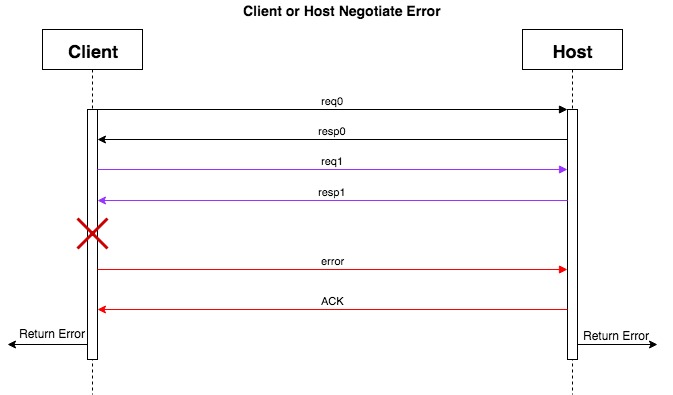 Client or Host Negotiate Error
Client
Host
req0
resp0
req1
resp1
error
ACK
Return Error
Return Error